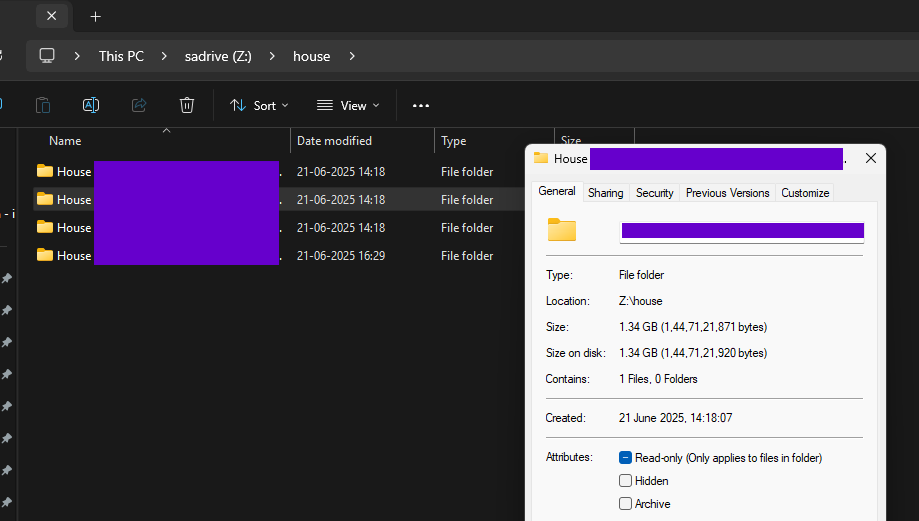 This PC > sadrive (Z:) > house >
Sort View ...
Name Date modified Type Size
House . 21-06-2025 14:18 File folder
House . 21-06-2025 14:18 File folder
House . 21-06-2025 14:18 File folder
House . 21-06-2025 16:29 File folder
- i
House .
General Sharing Security Previous Versions Customize
Type: File folder
Location: Z:\house
Size: 1.34 GB (1,44,71,21,871 bytes)
Size on disk: 1.34 GB (1,44,71,21,920 bytes)
Contains: 1 Files, 0 Folders
Created: 21 June 2025, 14:18:07
Attributes: Read-only (Only applies to files in folder)
Hidden
Archive